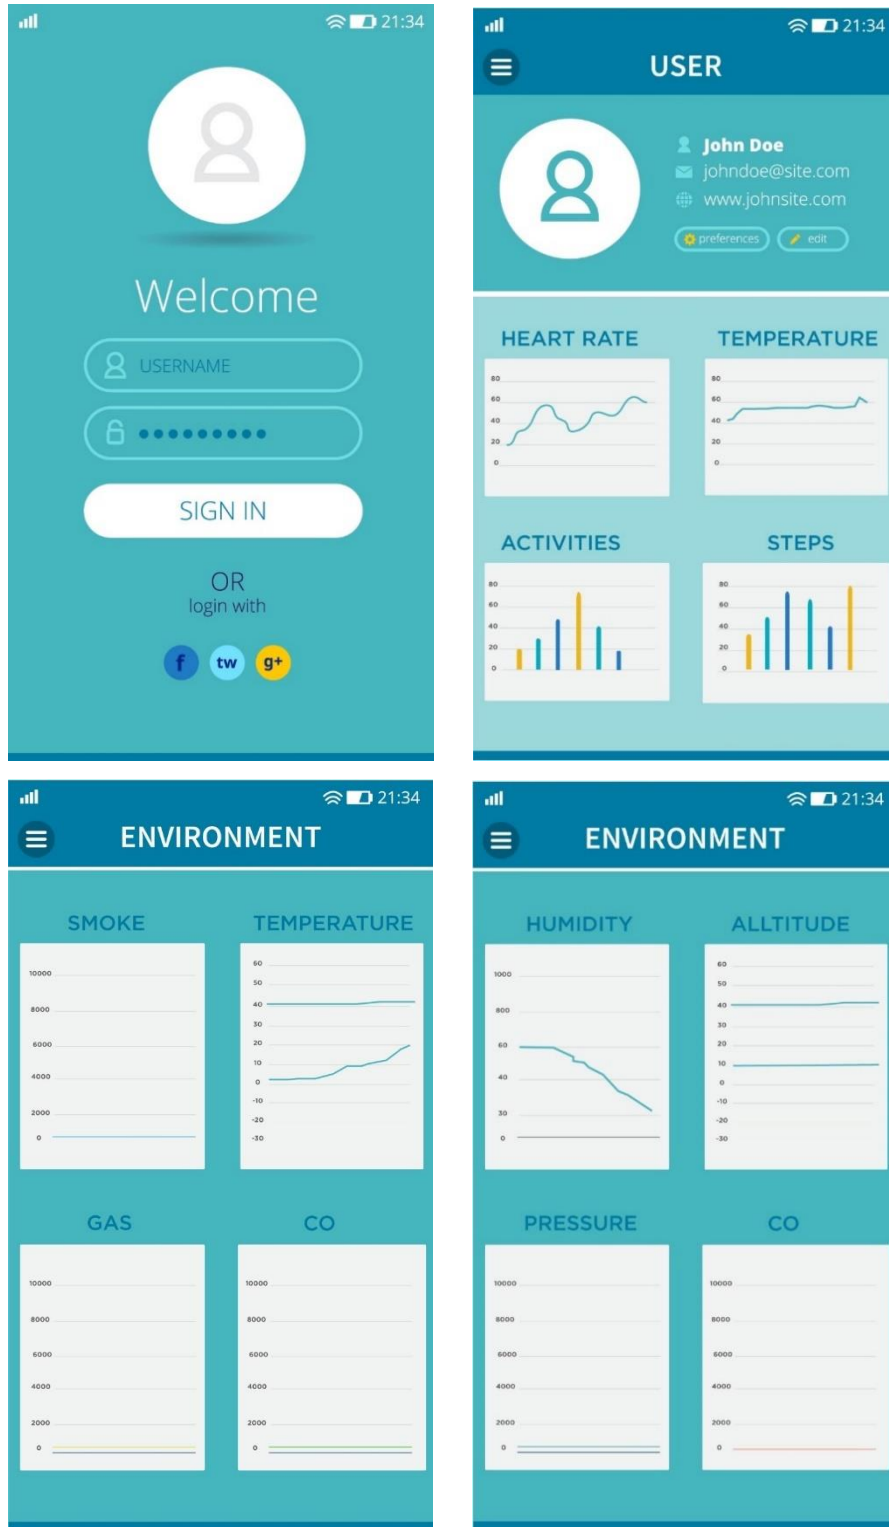 21:34
Welcome
USERNAME
SIGN IN
OR
login with
f tw g+
21:34
USER
John Doe
johndoe@site.com
www.johnsite.com
preferences edit
HEART RATE TEMPERATURE
80 80
60 60
40 40
20 20
0 0
ACTIVITIES STEPS
80 80
60 60
40 40
20 20
0 0
21:34
ENVIRONMENT
SMOKE
10000
8000
6000
4000
2000
0
TEMPERATURE
60
50
40
30
20
10
0
-10
-20
-30
GAS CO
10000 10000
8000 8000
6000 6000
4000 4000
2000 2000
0 0
21:34
ENVIRONMENT
HUMIDITY
1000
800
60
40
30
0
ALLTITUDE
60
50
40
30
20
10
0
-10
-20
-30
PRESSURE CO
10000 10000
8000 8000
6000 6000
4000 4000
2000 2000
0 0